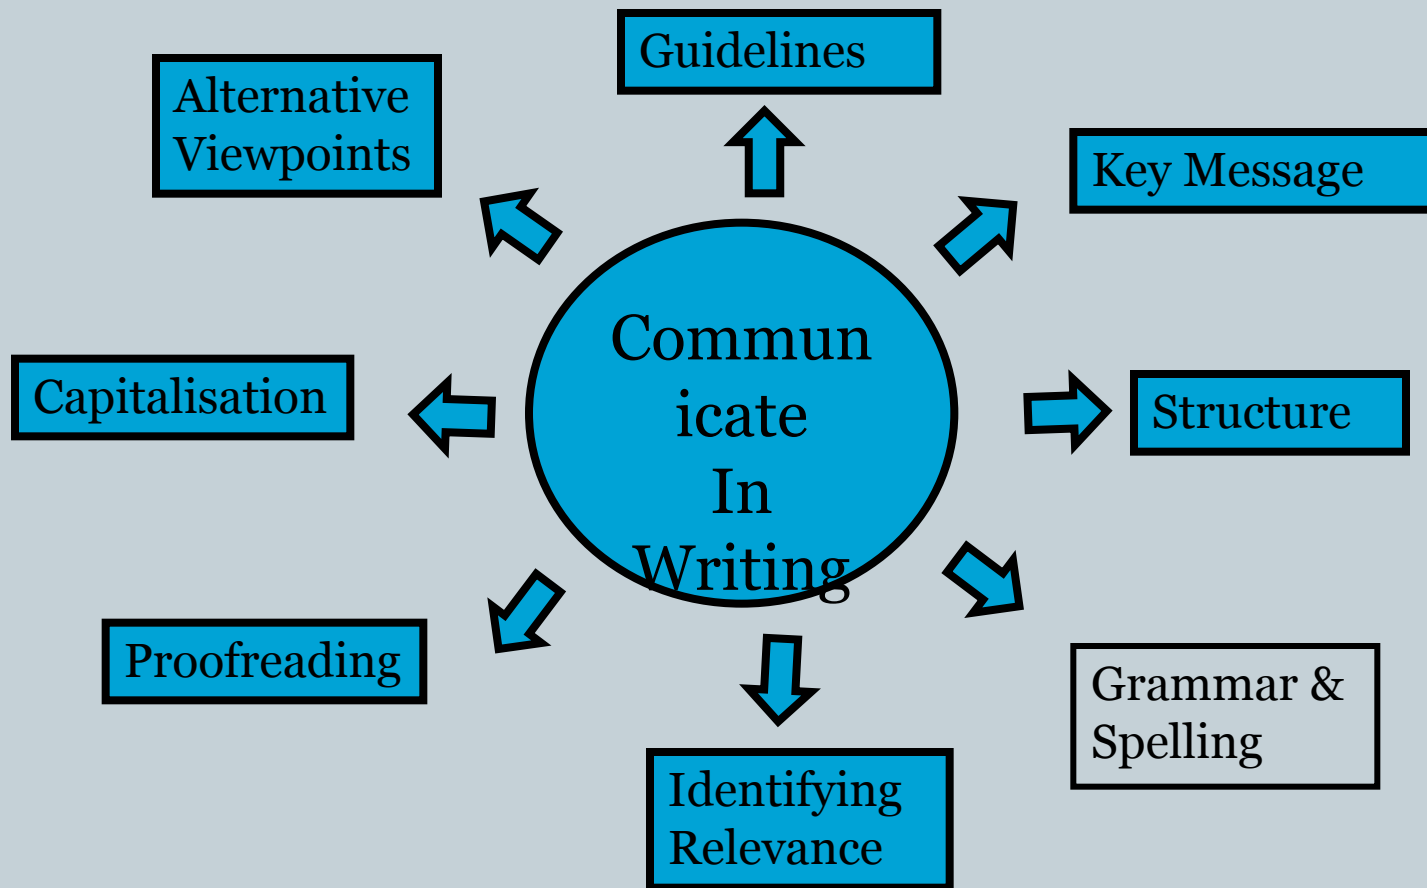 Guidelines
Alternative
Viewpoints
Key Message
Commun
icate
In
Writing
Capitalisation
Structure
Proofreading
Grammar &
Spelling
Identifying
Relevance